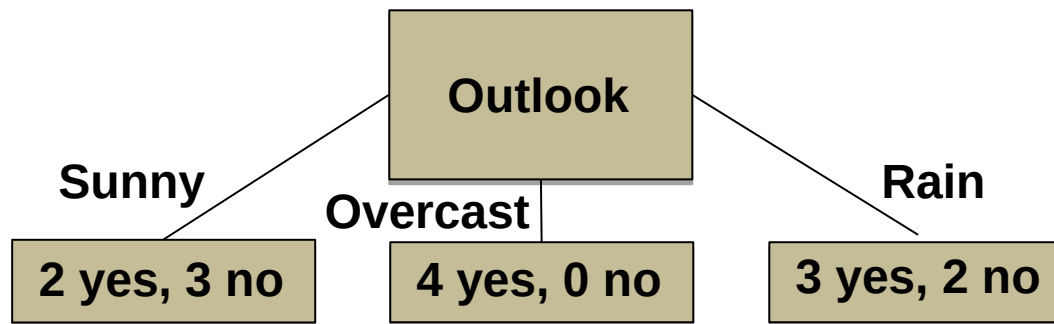 Outlook
Sunny
Overcast
Rain
2 yes, 3 no
4 yes, 0 no
3 yes, 2 no